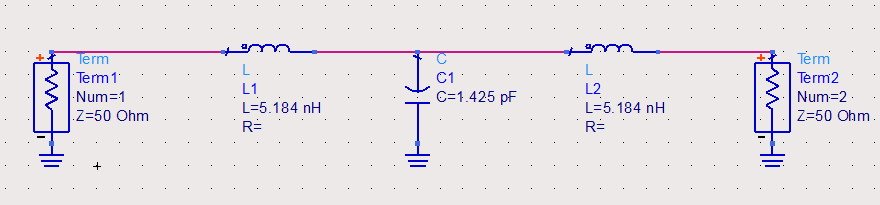 Term
Term1
Num=1
Z=50 Ohm
L
L1
L=5.184 nH
R=
C
C1
C=1.425 pF
L
L2
L=5.184 nH
R=
Term
Term2
Num=2
Z=50 Ohm